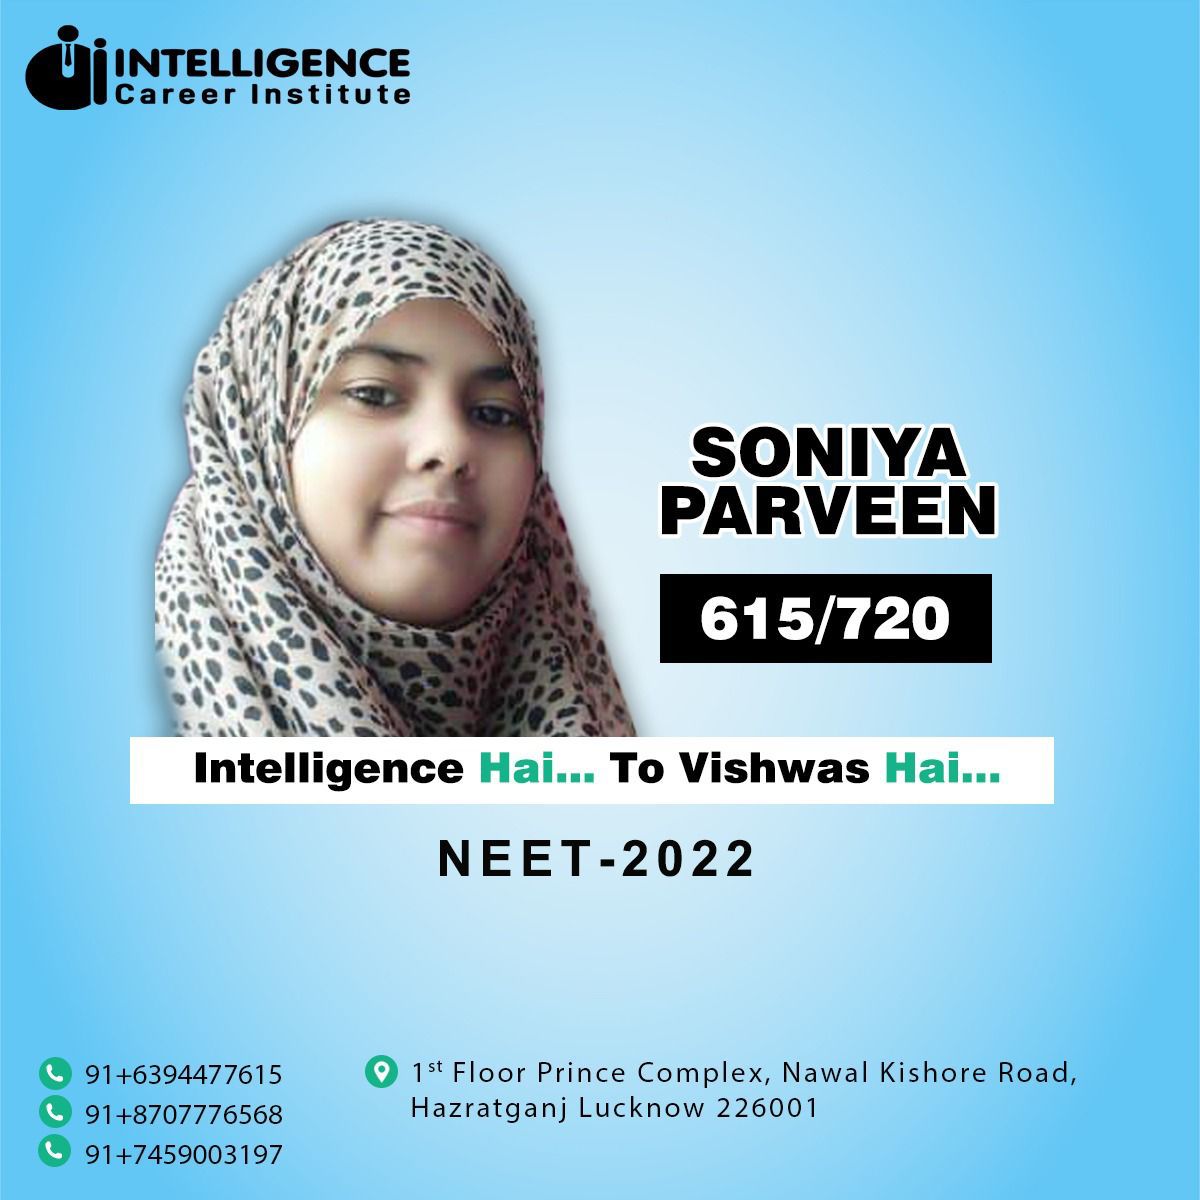 INTELLIGENCE
Career Institute
SONIYA
PARVEEN
615/720
Intelligence Hai... To Vishwas Hai...
NEET-2022
91+6394477615
91+8707776568
91+7459003197
1st Floor Prince Complex, Nawal Kishore Road,
Hazratganj Lucknow 226001